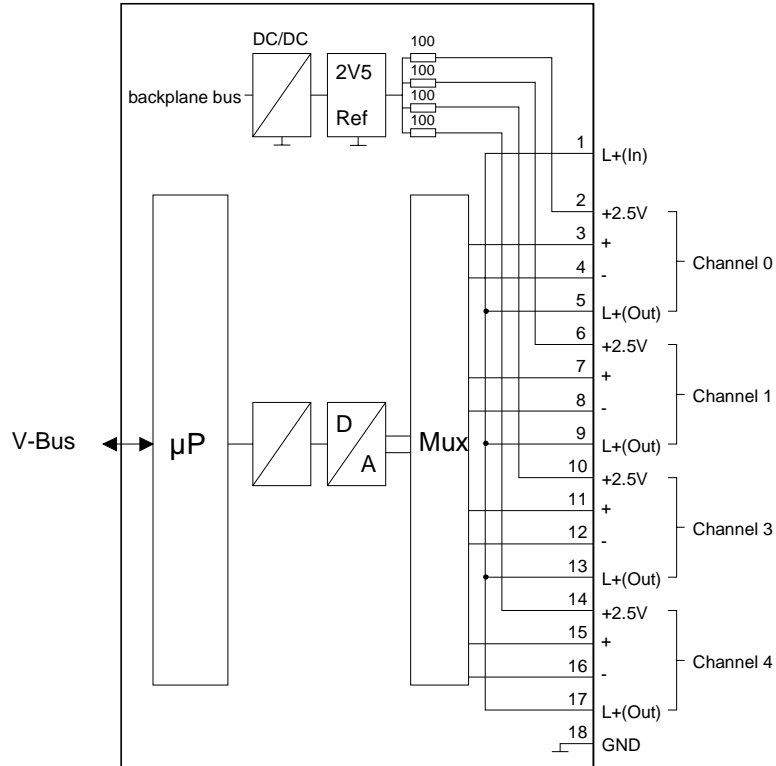 DC/DC
100
2V5
100
backplane bus
100
Ref
100
1
L+(In)
2
+2.5V
3
+
4
-
Channel 0
5
L+(Out)
6
+2.5V
7
+
8
-
Channel 1
9
L+(Out)
10
+2.5V
11
+
12
-
Channel 3
13
L+(Out)
14
+2.5V
15
+
16
-
Channel 4
17
L+(Out)
18
GND
V-Bus
µP
D
A
Mux